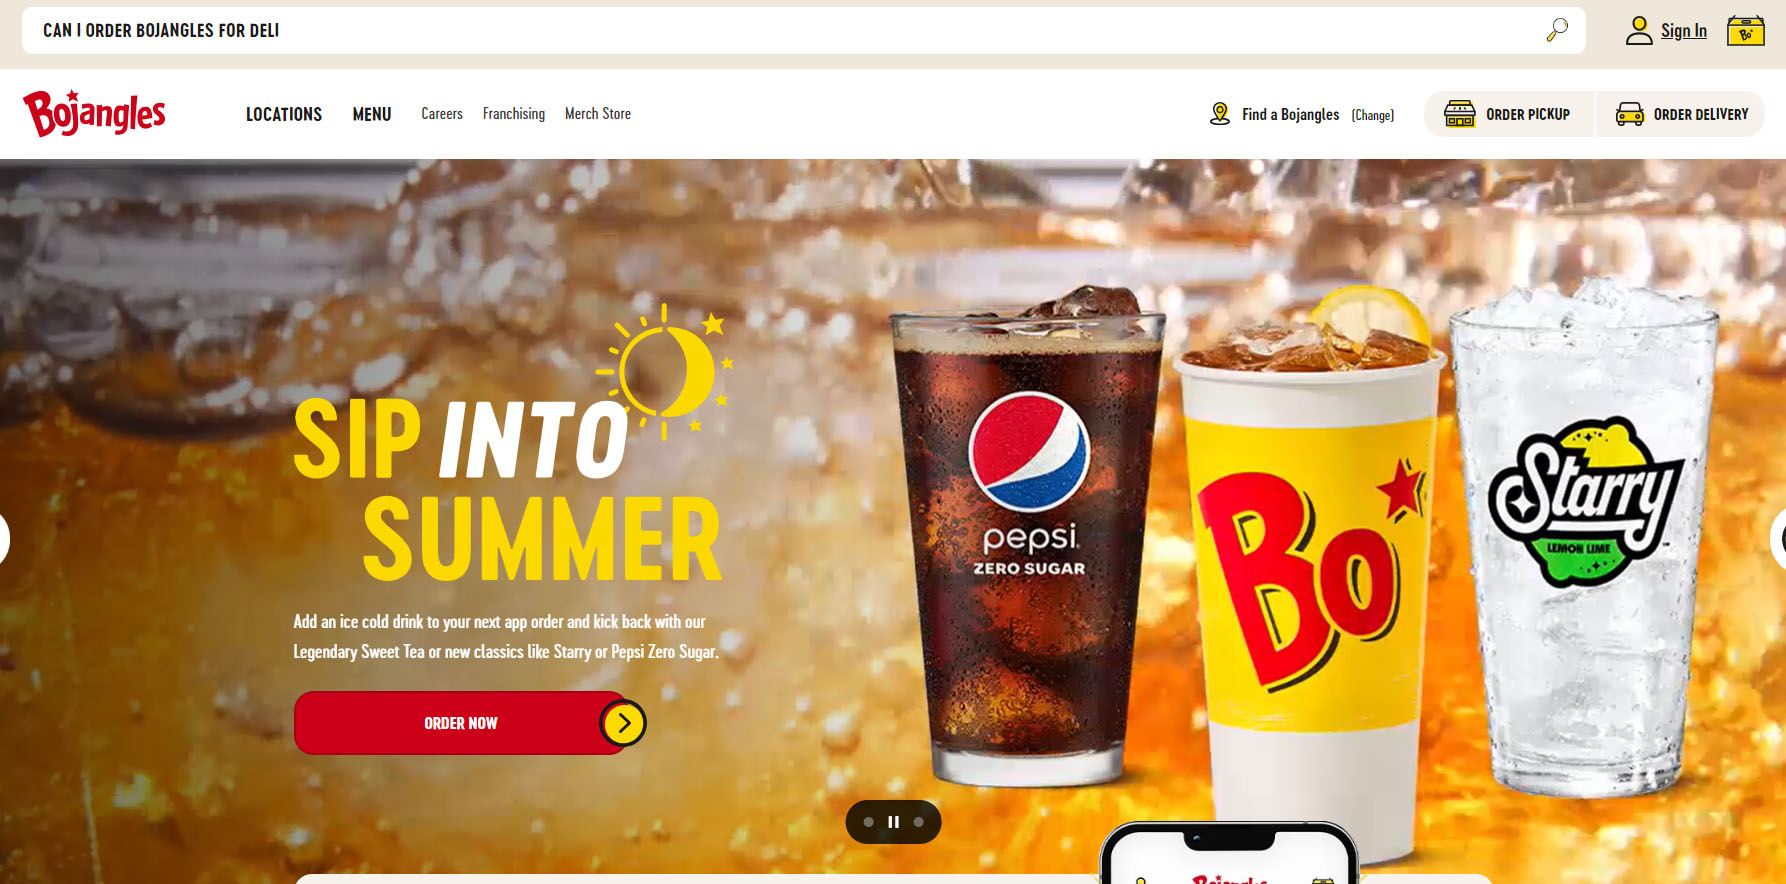 CAN I ORDER BOJANGLES FOR DELI
Sign In
Bo
Bojangles
LOCATIONS
MENU
Careers
Franchising
Merch Store
Find a Bojangles
(Change)
ORDER PICKUP
ORDER DELIVERY
SIP INTO
SUMMER
Add an ice cold drink to your next app order and kick back with our
Legendary Sweet Tea or new classics like Starry or Pepsi Zero Sugar.
ORDER NOW
pepsi
ZERO SUGAR
Bo
Starry
LEMON LIME
Bojangles